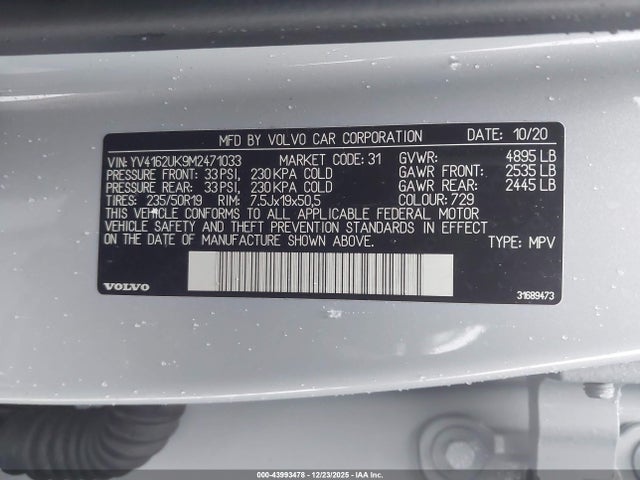 MFD BY VOLVO CAR CORPORATION DATE: 10/20
VIN: YV4162UK9M2471033 MARKET CODE: 31 GVWR: 4895 LB
PRESSURE FRONT: 33 PSI, 230 KPA COLD GAWR FRONT: 2535 LB
PRESSURE REAR: 33 PSI, 230 KPA COLD GAWR REAR: 2445 LB
TIRES: 235/50R19 RIM: 7.5Jx19x50,5 COLOUR: 729
THIS VEHICLE CONFORMS TO ALL APPLICABLE FEDERAL MOTOR
VEHICLE SAFETY AND THEFT PREVENTION STANDARDS IN EFFECT
ON THE DATE OF MANUFACTURE SHOWN ABOVE. TYPE: MPV
VOLVO 31689473
000-43993478 - 12/23/2025 - IAAI.com